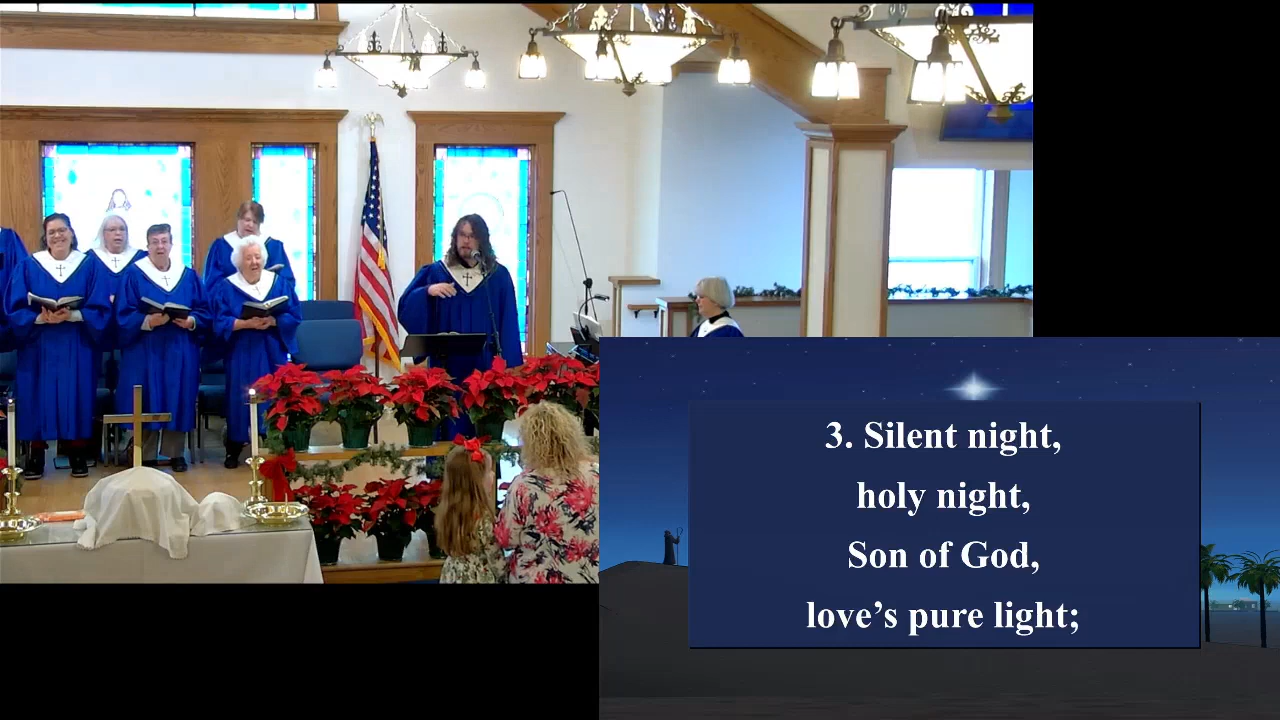 3. Silent night,
holy night,
Son of God,
love's pure light;